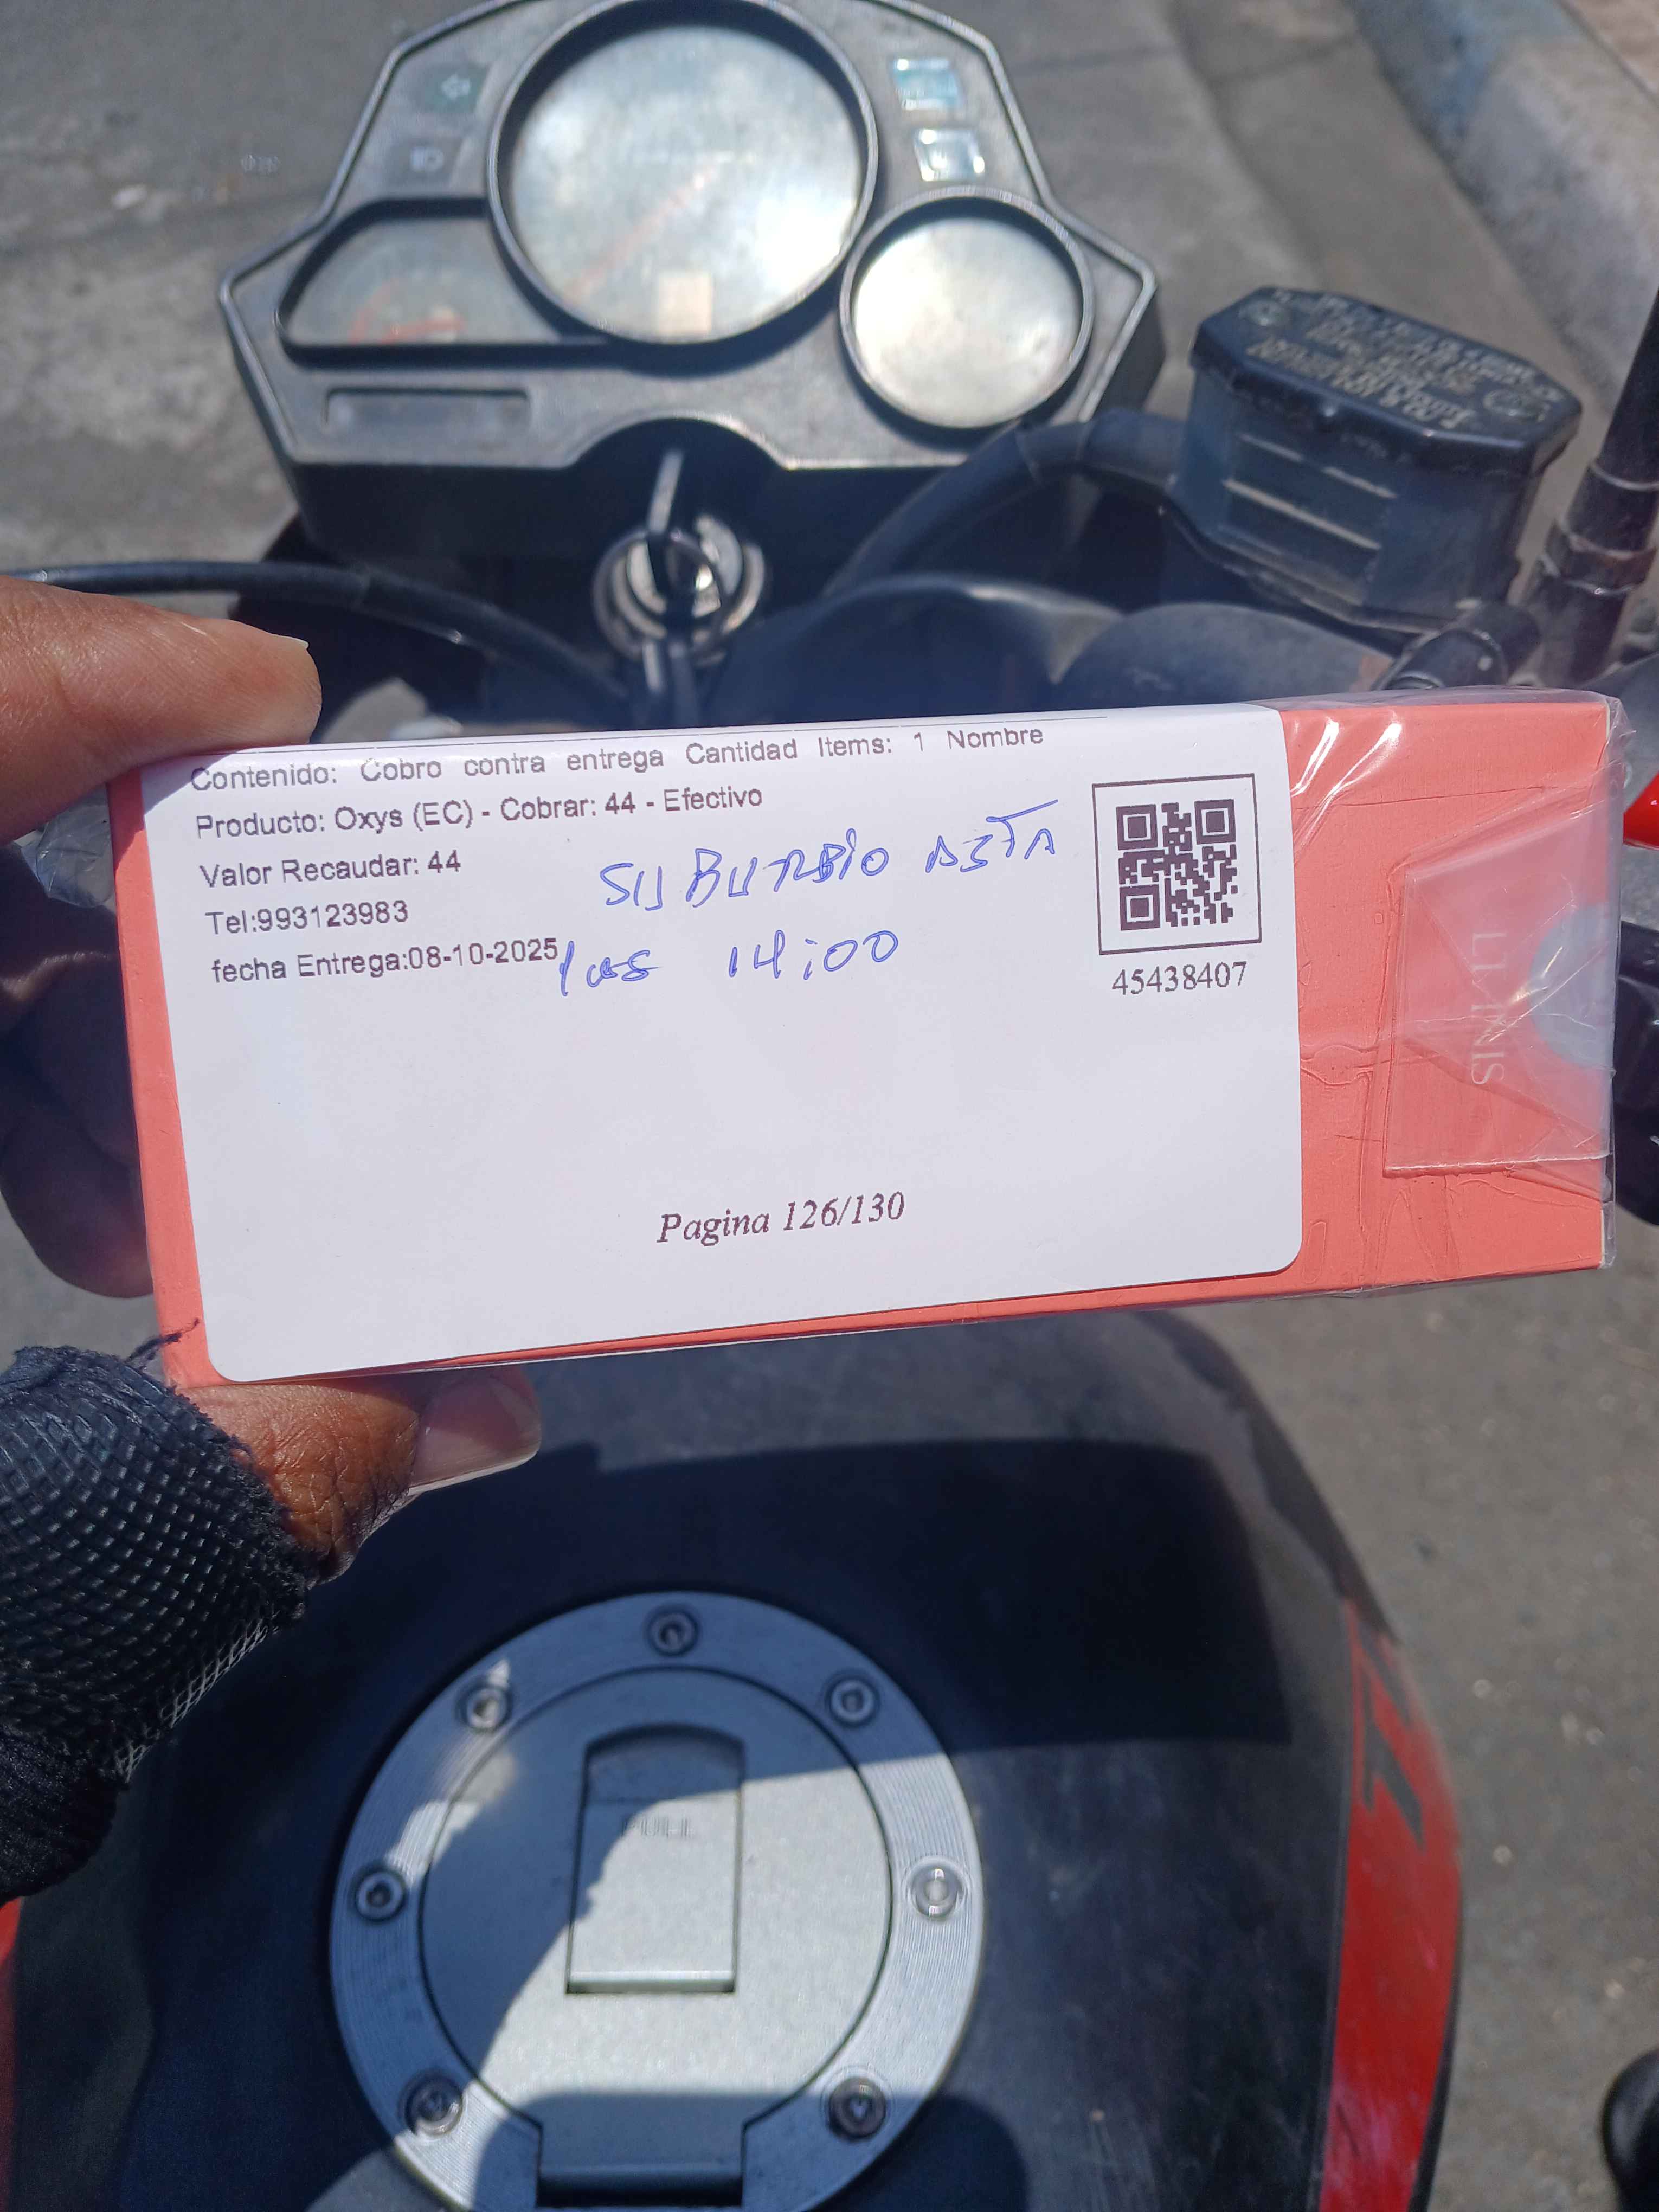 Contenido: Cobro contra entrega Cantidad Items: 1 Nombre
Producto: Oxys (EC) - Cobrar: 44 - Efectivo
Valor Recaudar: 44
Tel:993123983
fecha Entrega:08-10-2025
SUBURBIO ASTA
las 14:00
45438407
Pagina 126/130